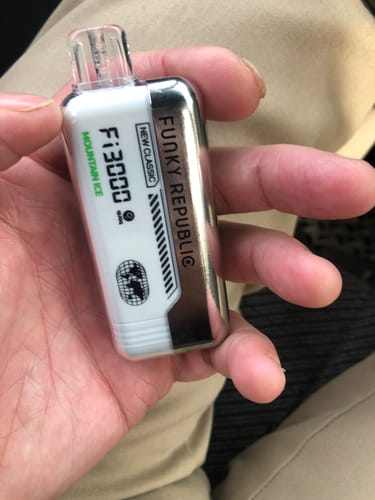 FUNKY REPUBLIC
NEW CLASSIC
Fi3000
MOUNTAIN ICE